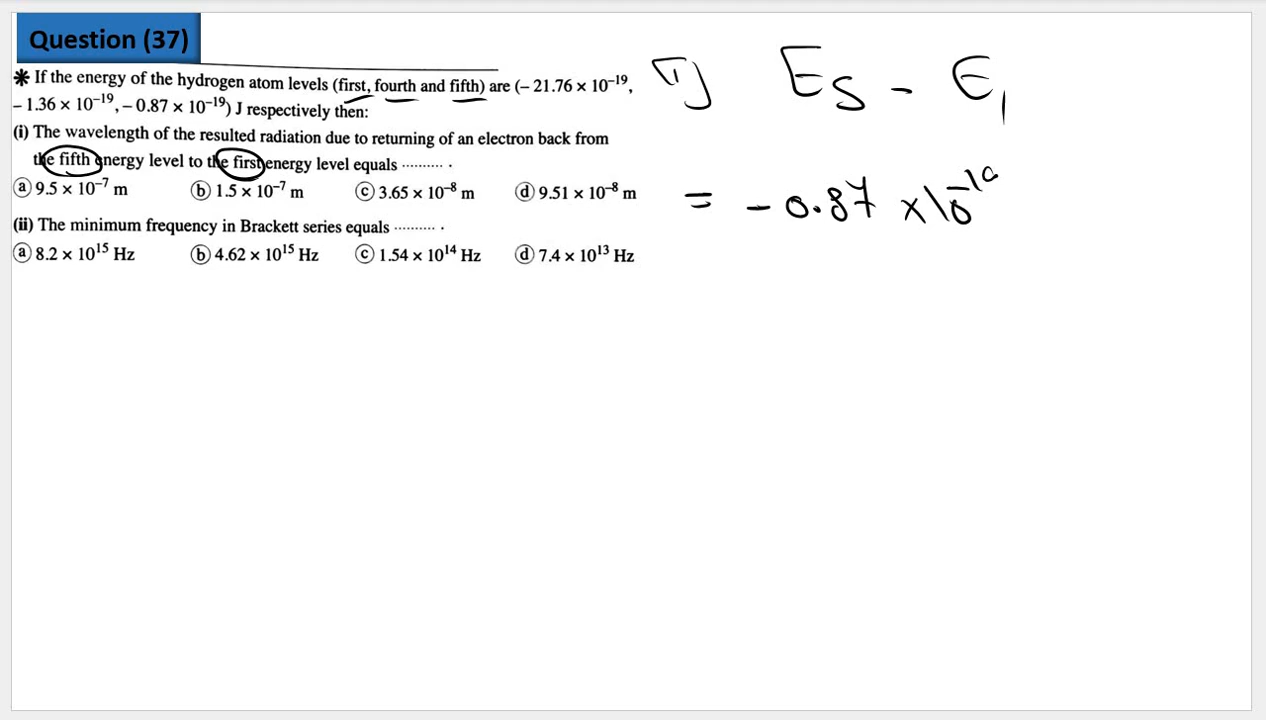 Question (37)
✱ If the energy of the hydrogen atom levels (first, fourth and fifth) are (– 21.76 × 10⁻¹⁹,
– 1.36 × 10⁻¹⁹, – 0.87 × 10⁻¹⁹) J respectively then:
(i) The wavelength of the resulted radiation due to returning of an electron back from
the fifth energy level to the first energy level equals ·········· .
ⓐ 9.5 × 10⁻⁷ m ⓑ 1.5 × 10⁻⁷ m ⓒ 3.65 × 10⁻⁸ m ⓓ 9.51 × 10⁻⁸ m
(ii) The minimum frequency in Brackett series equals ·········· .
ⓐ 8.2 × 10¹⁵ Hz ⓑ 4.62 × 10¹⁵ Hz ⓒ 1.54 × 10¹⁴ Hz ⓓ 7.4 × 10¹³ Hz
E₅ - E₁
= - 0.87 × 10⁻¹⁹